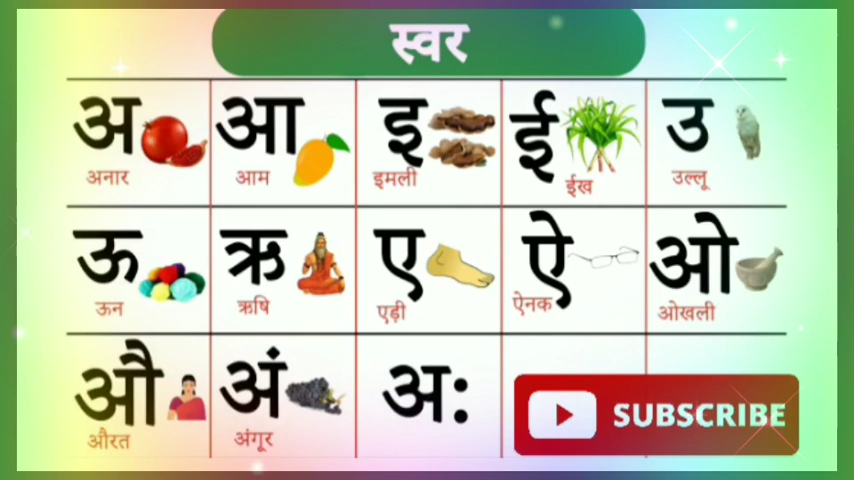 स्वर
अ आ इ ई उ
अनार आम इमली ईख उल्लू
ऊ ऋ ए ऐ ओ
ऊन ऋषि एड़ी ऐनक ओखली
औ अं अ:
औरत अंगूर
SUBSCRIBE